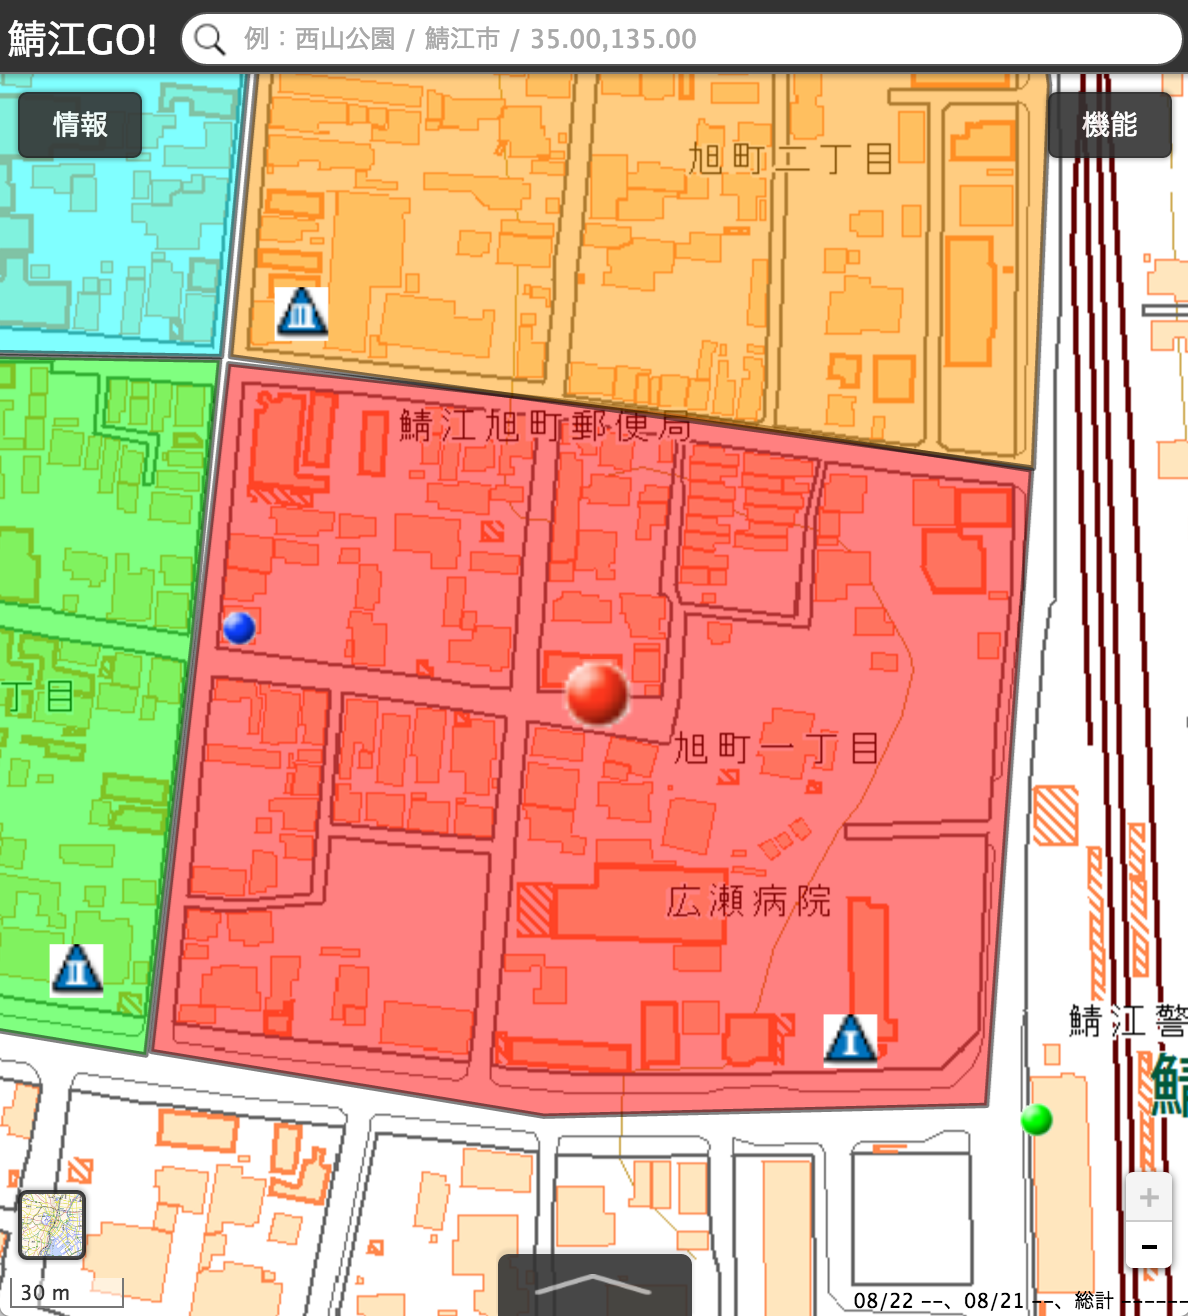 鯖江GO!
例：西山公園 / 鯖江市 / 35.00,135.00
情報
機能
旭町二丁目
III
鯖江旭町郵便局
丁目
旭町一丁目
広瀬病院
II
I
鯖江警
鯖
+
-
30 m
08/22 --、08/21 --、総計 ------